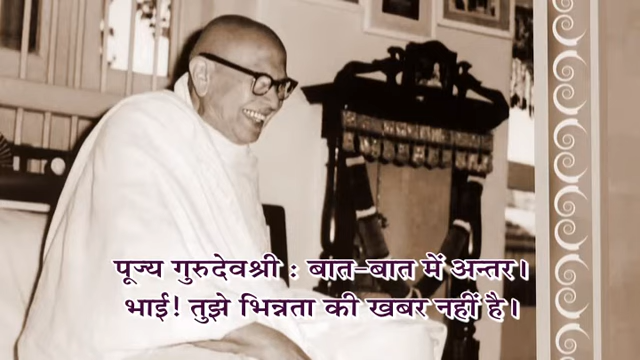 पूज्य गुरुदेवश्री : बात-बात में अन्तर।
भाई! तुझे भिन्नता की खबर नहीं है।